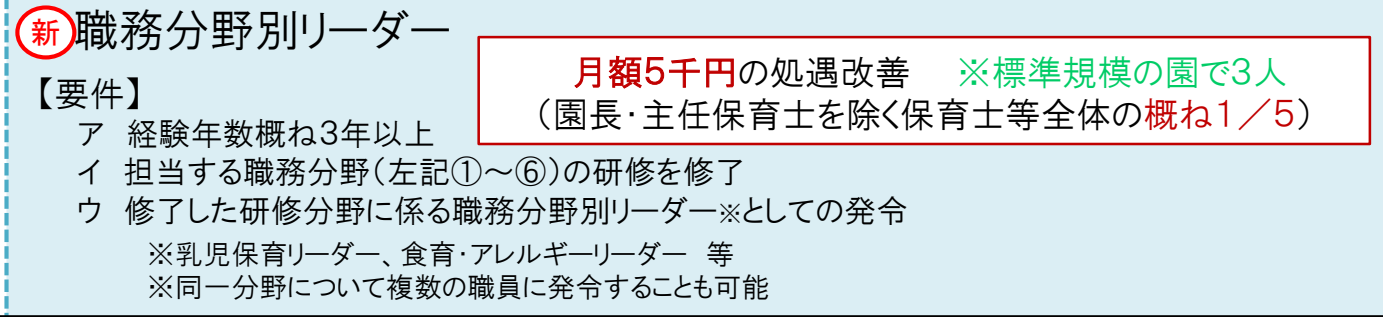 新 職務分野別リーダー
月額5千円の処遇改善　※標準規模の園で3人
（園長・主任保育士を除く保育士等全体の概ね1／5）
【要件】
ア　経験年数概ね3年以上
イ　担当する職務分野（左記①～⑥）の研修を修了
ウ　修了した研修分野に係る職務分野別リーダー※としての発令
※乳児保育リーダー、食育・アレルギーリーダー　等
※同一分野について複数の職員に発令することも可能